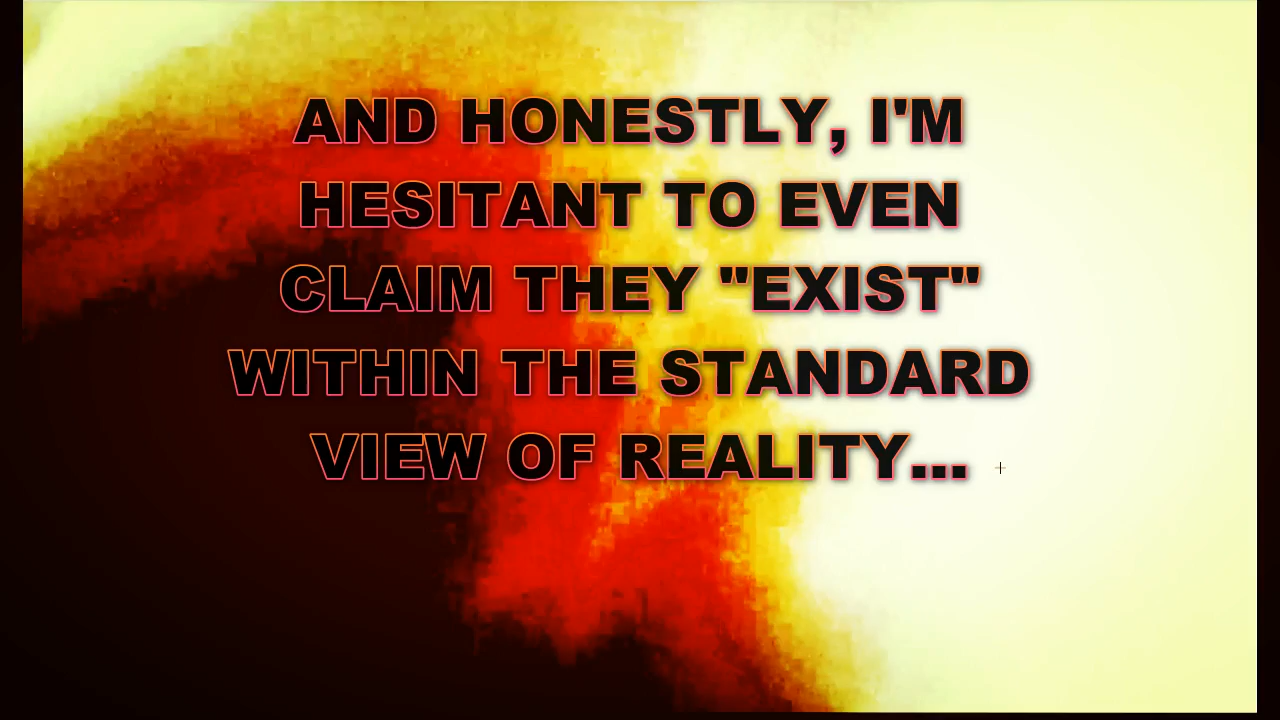 AND HONESTLY, I'M
HESITANT TO EVEN
CLAIM THEY "EXIST"
WITHIN THE STANDARD
VIEW OF REALITY...